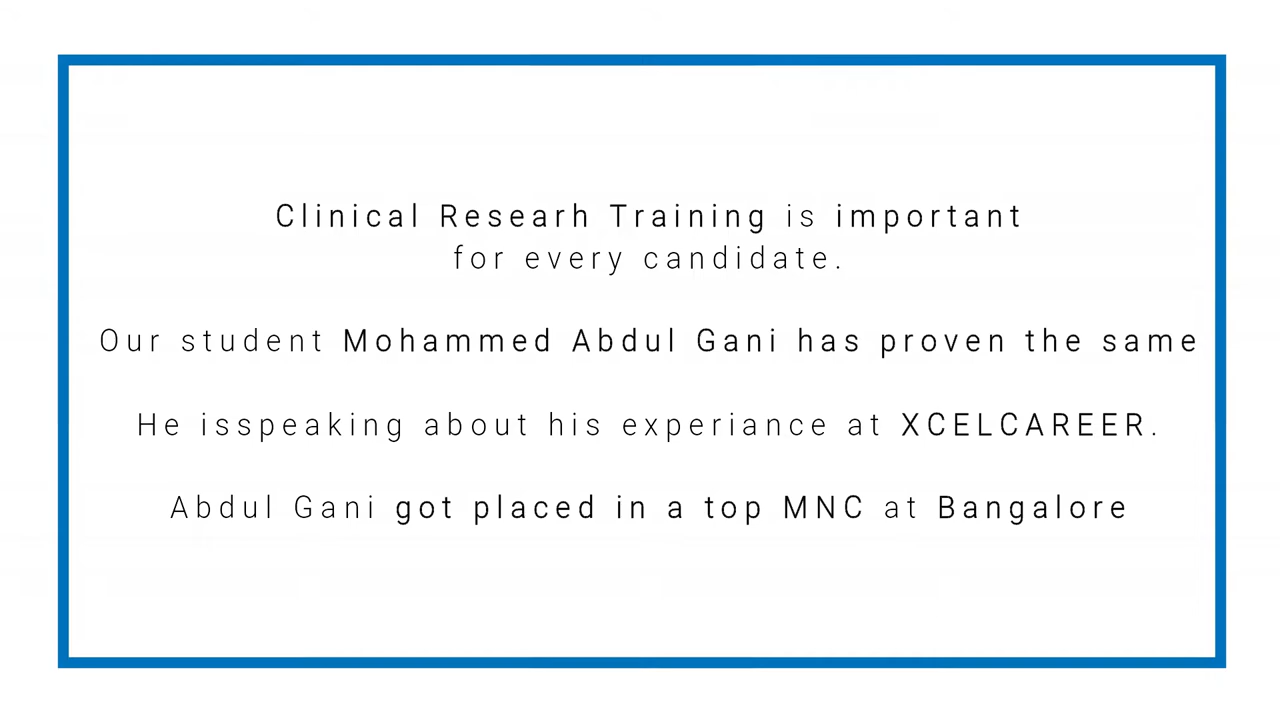 Clinical Researh Training is important
for every candidate.
Our student Mohammed Abdul Gani has proven the same
He isspeaking about his experiance at XCELCAREER.
Abdul Gani got placed in a top MNC at Bangalore